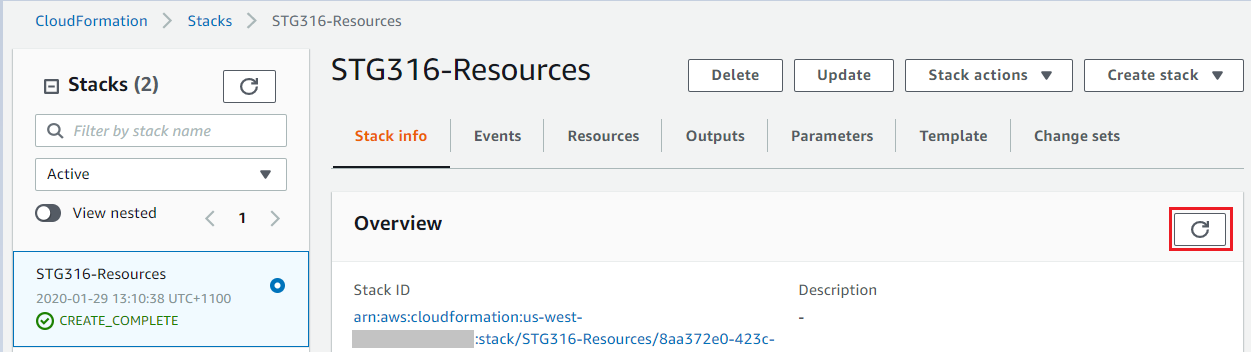 CloudFormation > Stacks > STG316-Resources
Stacks (2)
Filter by stack name
Active
View nested
< 1 >
STG316-Resources
2020-01-29 13:10:38 UTC+1100
CREATE_COMPLETE
STG316-Resources
Delete
Update
Stack actions
Create stack
Stack info
Events
Resources
Outputs
Parameters
Template
Change sets
Overview
Stack ID
arn:aws:cloudformation:us-west-
:stack/STG316-Resources/8aa372e0-423c-
Description
-